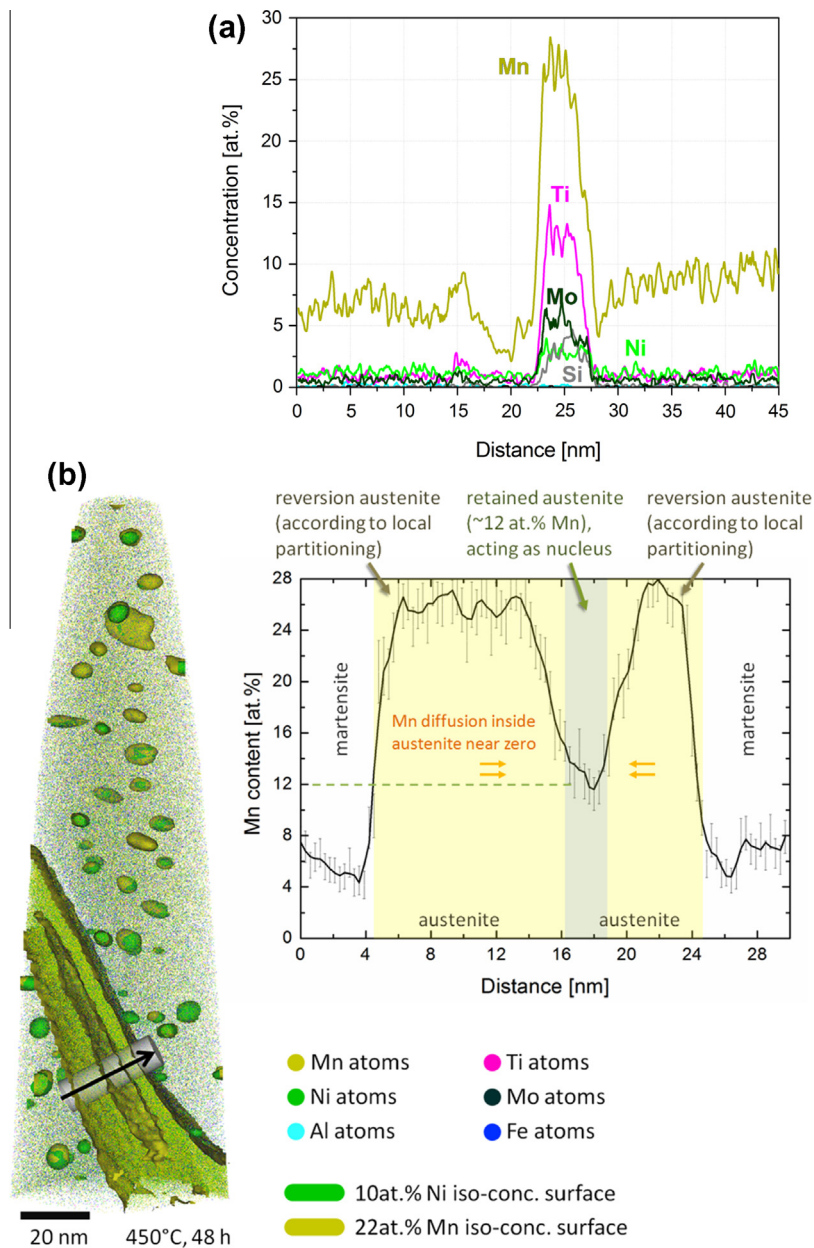 (a)
30
25
20
15
10
5
0
Concentration [at.%]
Mn
Ti
Mo
Ni
Si
0 5 10 15 20 25 30 35 40 45
Distance [nm]
(b)
reversion austenite
(according to local
partitioning)
retained austenite
(~12 at.% Mn),
acting as nucleus
reversion austenite
(according to local
partitioning)
28
24
20
16
12
8
4
0
Mn content [at.%]
martensite
Mn diffusion inside
austenite near zero
martensite
austenite
austenite
0 4 8 12 16 20 24 28
Distance [nm]
Mn atoms
Ti atoms
Ni atoms
Mo atoms
Al atoms
Fe atoms
10at.% Ni iso-conc. surface
22at.% Mn iso-conc. surface
20 nm
450°C, 48 h